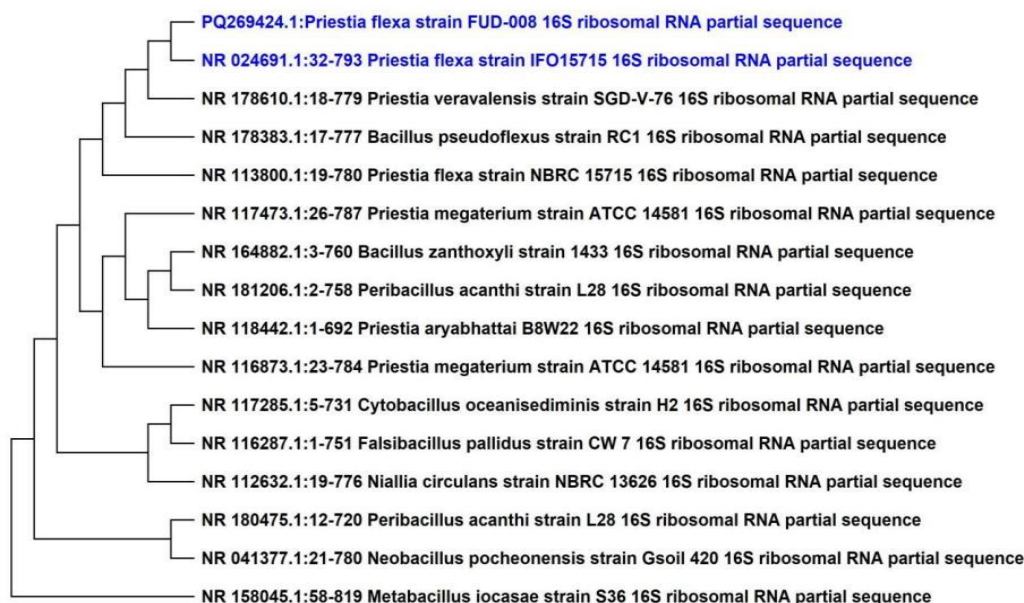 PQ269424.1:Priestia flexa strain FUD-008 16S ribosomal RNA partial sequence
NR 024691.1:32-793 Priestia flexa strain IFO15715 16S ribosomal RNA partial sequence
NR 178610.1:18-779 Priestia veravalensis strain SGD-V-76 16S ribosomal RNA partial sequence
NR 178383.1:17-777 Bacillus pseudoflexus strain RC1 16S ribosomal RNA partial sequence
NR 113800.1:19-780 Priestia flexa strain NBRC 15715 16S ribosomal RNA partial sequence
NR 117473.1:26-787 Priestia megaterium strain ATCC 14581 16S ribosomal RNA partial sequence
NR 164882.1:3-760 Bacillus zanthoxyli strain 1433 16S ribosomal RNA partial sequence
NR 181206.1:2-758 Peribacillus acanthi strain L28 16S ribosomal RNA partial sequence
NR 118442.1:1-692 Priestia aryabhattai B8W22 16S ribosomal RNA partial sequence
NR 116873.1:23-784 Priestia megaterium strain ATCC 14581 16S ribosomal RNA partial sequence
NR 117285.1:5-731 Cytobacillus oceanisediminis strain H2 16S ribosomal RNA partial sequence
NR 116287.1:1-751 Falsibacillus pallidus strain CW 7 16S ribosomal RNA partial sequence
NR 112632.1:19-776 Niallia circulans strain NBRC 13626 16S ribosomal RNA partial sequence
NR 180475.1:12-720 Peribacillus acanthi strain L28 16S ribosomal RNA partial sequence
NR 041377.1:21-780 Neobacillus pocheonensis strain Gsoil 420 16S ribosomal RNA partial sequence
NR 158045.1:58-819 Metabacillus iocasae strain S36 16S ribosomal RNA partial sequence